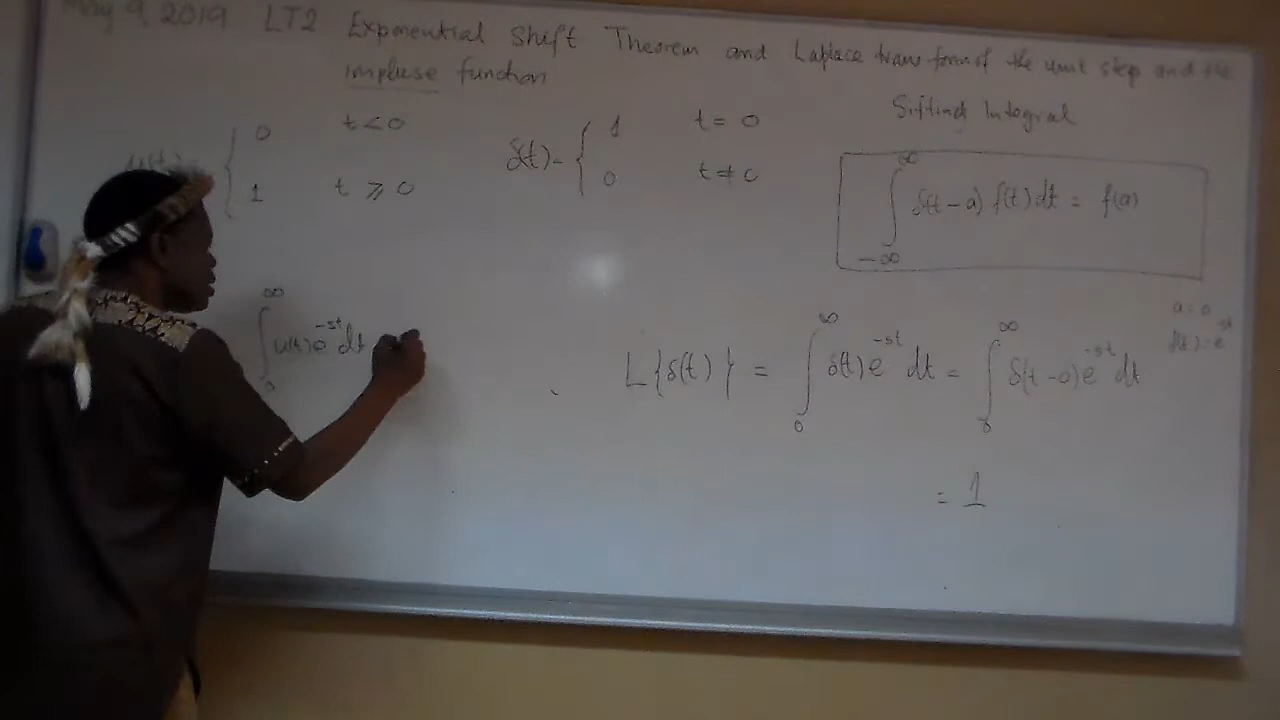 May 9, 2019 LT2 Exponential Shift Theorem and Laplace transform of the unit step and the
impluse function
Sifting Integral
u(t) = { 0 t < 0
1 t ⩾ 0
δ(t) = { 1 t = 0
0 t ≠ 0
∫_{-∞}^{∞} δ(t - a) f(t) dt = f(a)
∫_0^∞ u(t) e^{-st} dt
L{δ(t)} = ∫_0^∞ δ(t) e^{-st} dt = ∫_0^∞ δ(t - 0) e^{-st} dt
a = 0
= 1